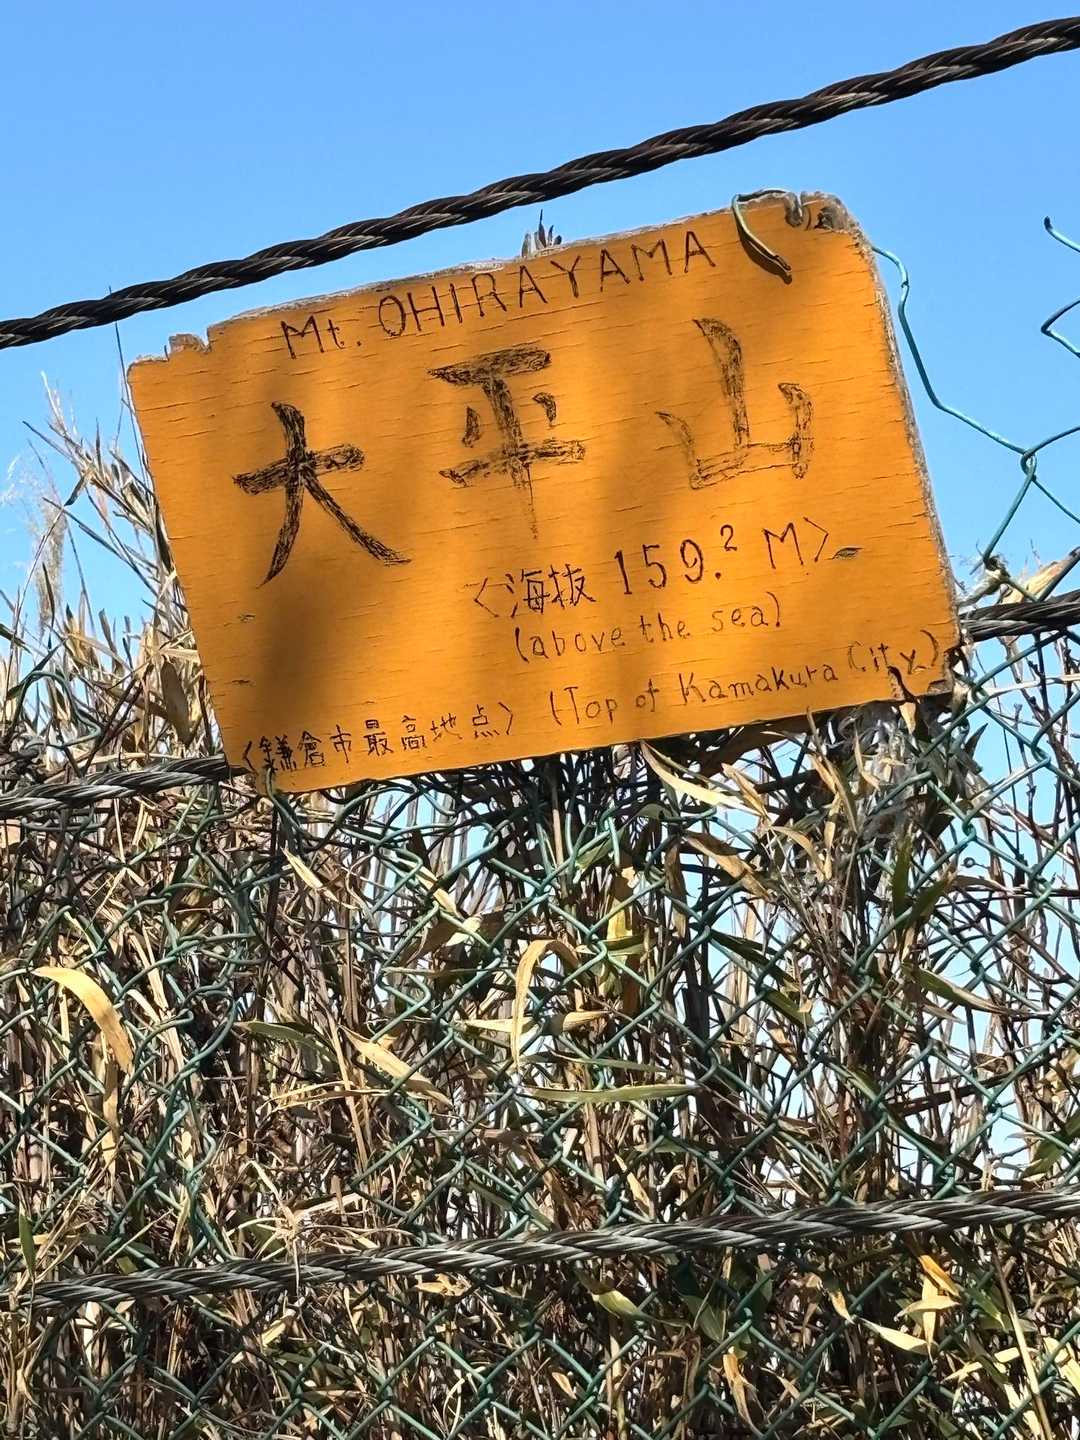 Mt. OHIRAYAMA
大平山
〈海抜 159.² M〉
(above the sea)
〈鎌倉市最高地点〉 (Top of Kamakura City)